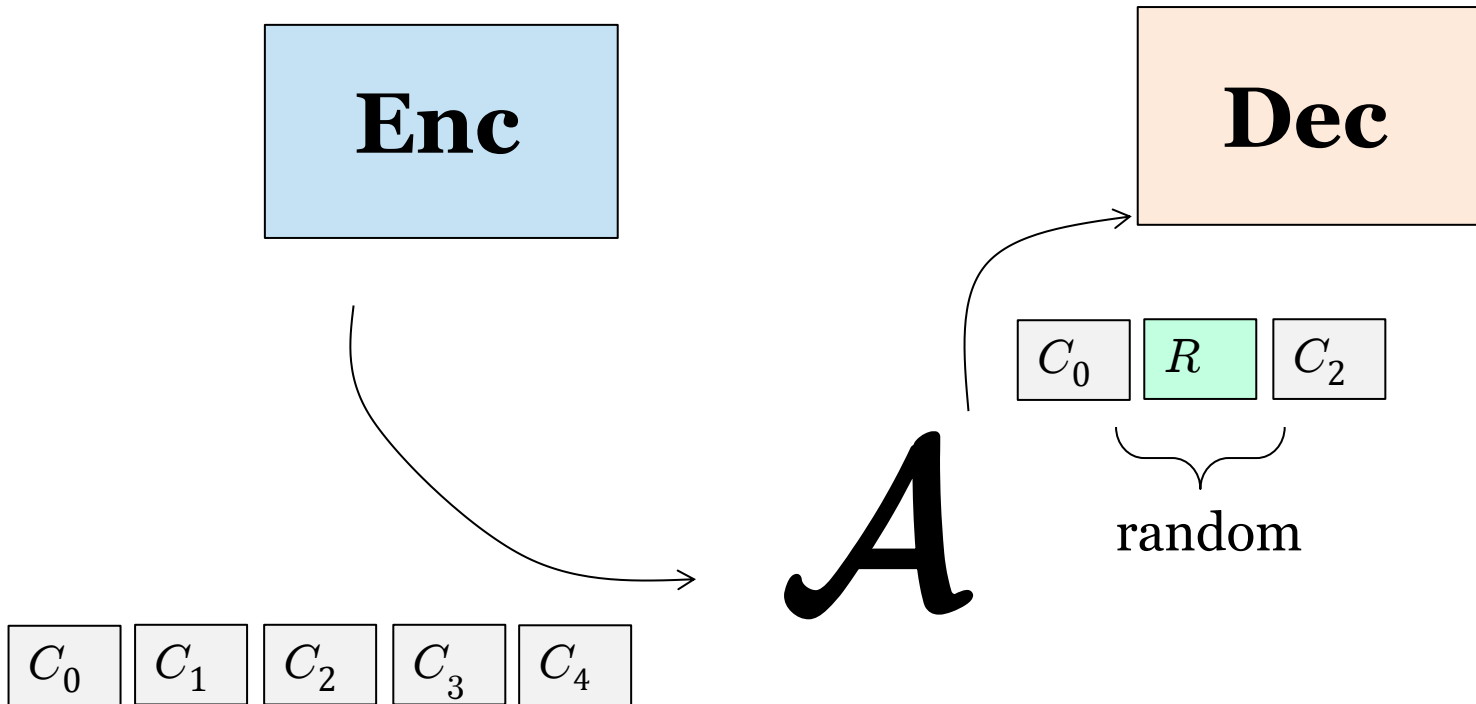 Enc
Dec
C₀ R C₂
random
𝒜
C₀ C₁ C₂ C₃ C₄